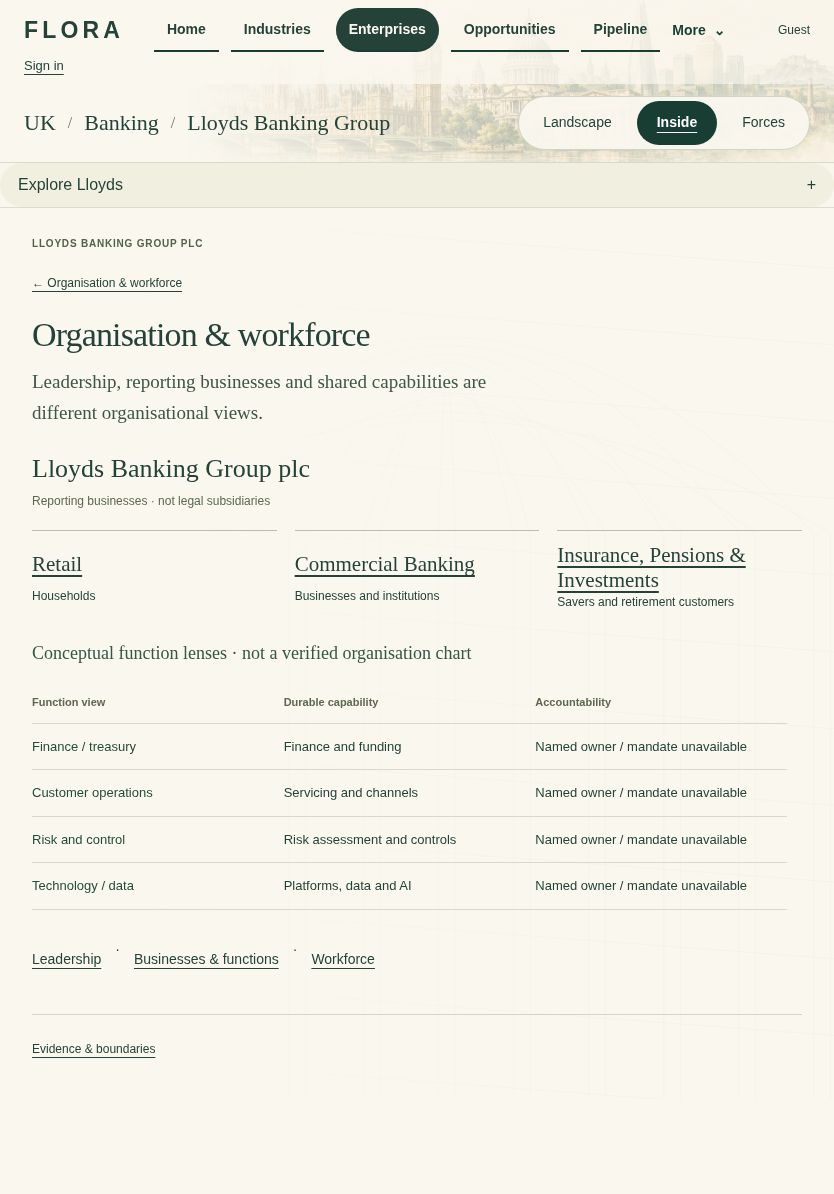 FLORA
Home
Industries
Enterprises
Opportunities
Pipeline
More ⌄
Guest
Sign in
UK / Banking / Lloyds Banking Group
Landscape
Inside
Forces
Explore Lloyds
+
LLOYDS BANKING GROUP PLC
← Organisation & workforce
Organisation & workforce
Leadership, reporting businesses and shared capabilities are
different organisational views.
Lloyds Banking Group plc
Reporting businesses · not legal subsidiaries
Retail
Households
Commercial Banking
Businesses and institutions
Insurance, Pensions &
Investments
Savers and retirement customers
Conceptual function lenses · not a verified organisation chart
Function view Durable capability Accountability
Finance / treasury Finance and funding Named owner / mandate unavailable
Customer operations Servicing and channels Named owner / mandate unavailable
Risk and control Risk assessment and controls Named owner / mandate unavailable
Technology / data Platforms, data and AI Named owner / mandate unavailable
Leadership · Businesses & functions · Workforce
Evidence & boundaries